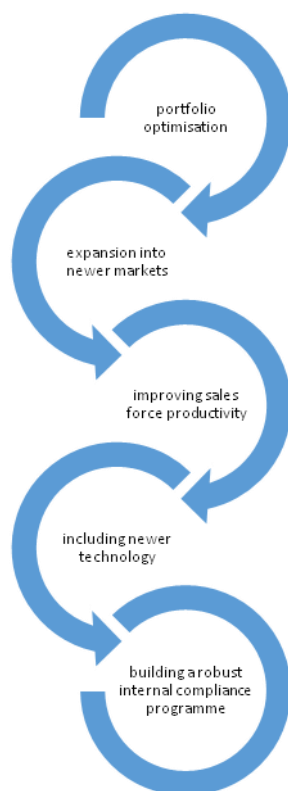 portfolio
optimisation
expansion into
newer markets
improving sales
force productivity
including newer
technology
building a robust
internal compliance
programme